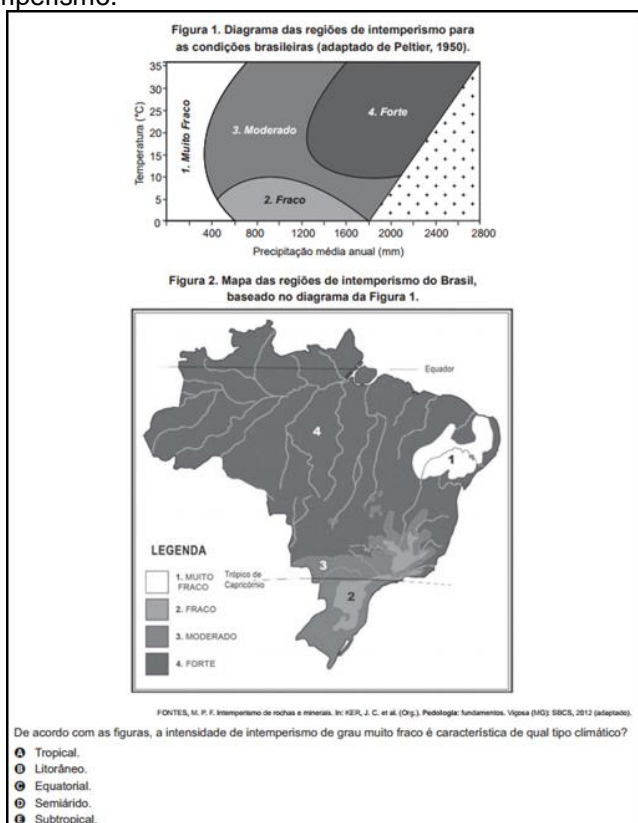 nperismo.
Figura 1. Diagrama das regiões de intemperismo para
as condições brasileiras (adaptado de Peltier, 1950).
Temperatura (°C)
35
30
25
20
15
10
5
0
1. Muito Fraco
3. Moderado
4. Forte
2. Fraco
400 800 1200 1600 2000 2400 2800
Precipitação média anual (mm)
Figura 2. Mapa das regiões de intemperismo do Brasil,
baseado no diagrama da Figura 1.
Equador
4
1
3
2
Trópico de
Capricórnio
LEGENDA
1. MUITO
FRACO
2. FRACO
3. MODERADO
4. FORTE
FONTES, M. P. F. Intemperismo de rochas e minerais. In: KER, J. C. et al. (Org.). Pedologia: fundamentos. Viçosa (MG): SBCS, 2012 (adaptado).
De acordo com as figuras, a intensidade de intemperismo de grau muito fraco é característica de qual tipo climático?
A Tropical.
B Litorâneo.
C Equatorial.
D Semiárido.
E Subtropical.